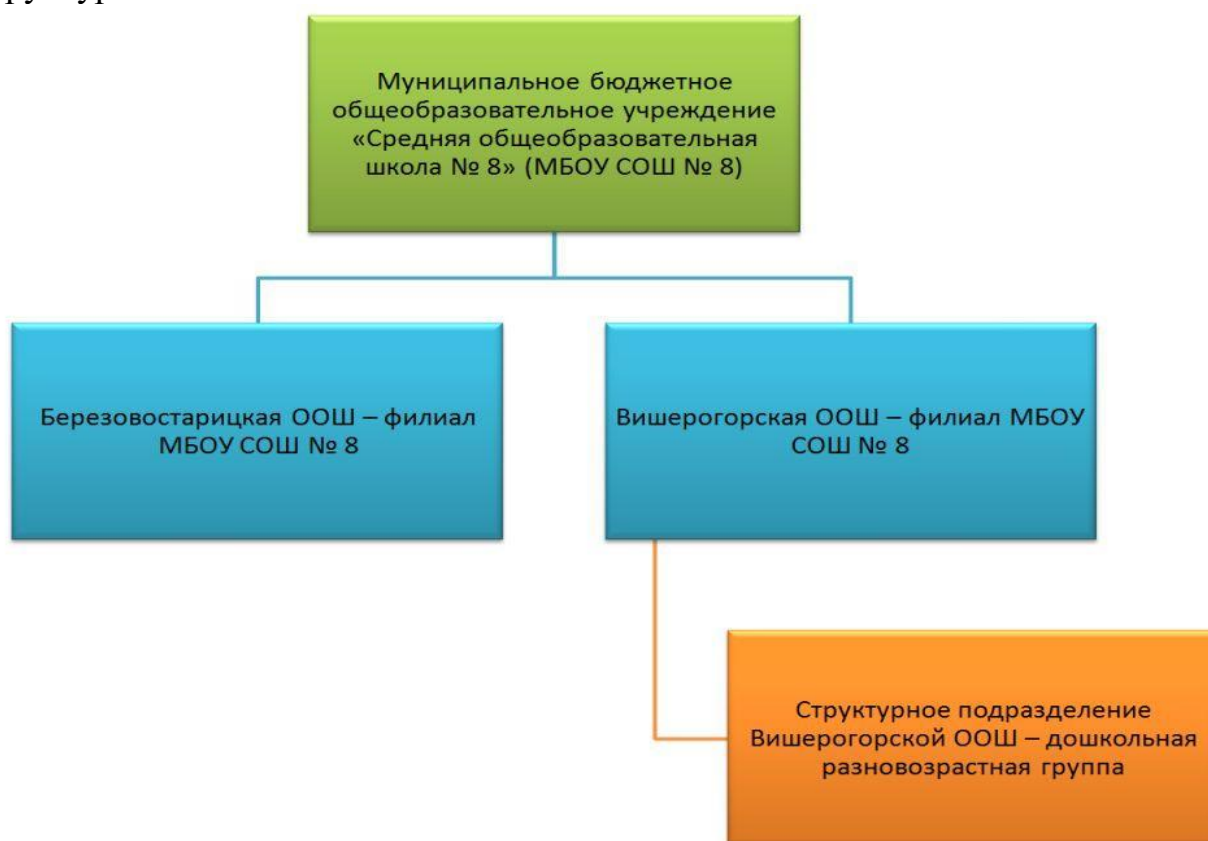 Муниципальное бюджетное
общеобразовательное учреждение
«Средняя общеобразовательная
школа № 8» (МБОУ СОШ № 8)
Березовостарицкая ООШ – филиал
МБОУ СОШ № 8
Вишерогорская ООШ – филиал МБОУ
СОШ № 8
Структурное подразделение
Вишерогорской ООШ – дошкольная
разновозрастная группа